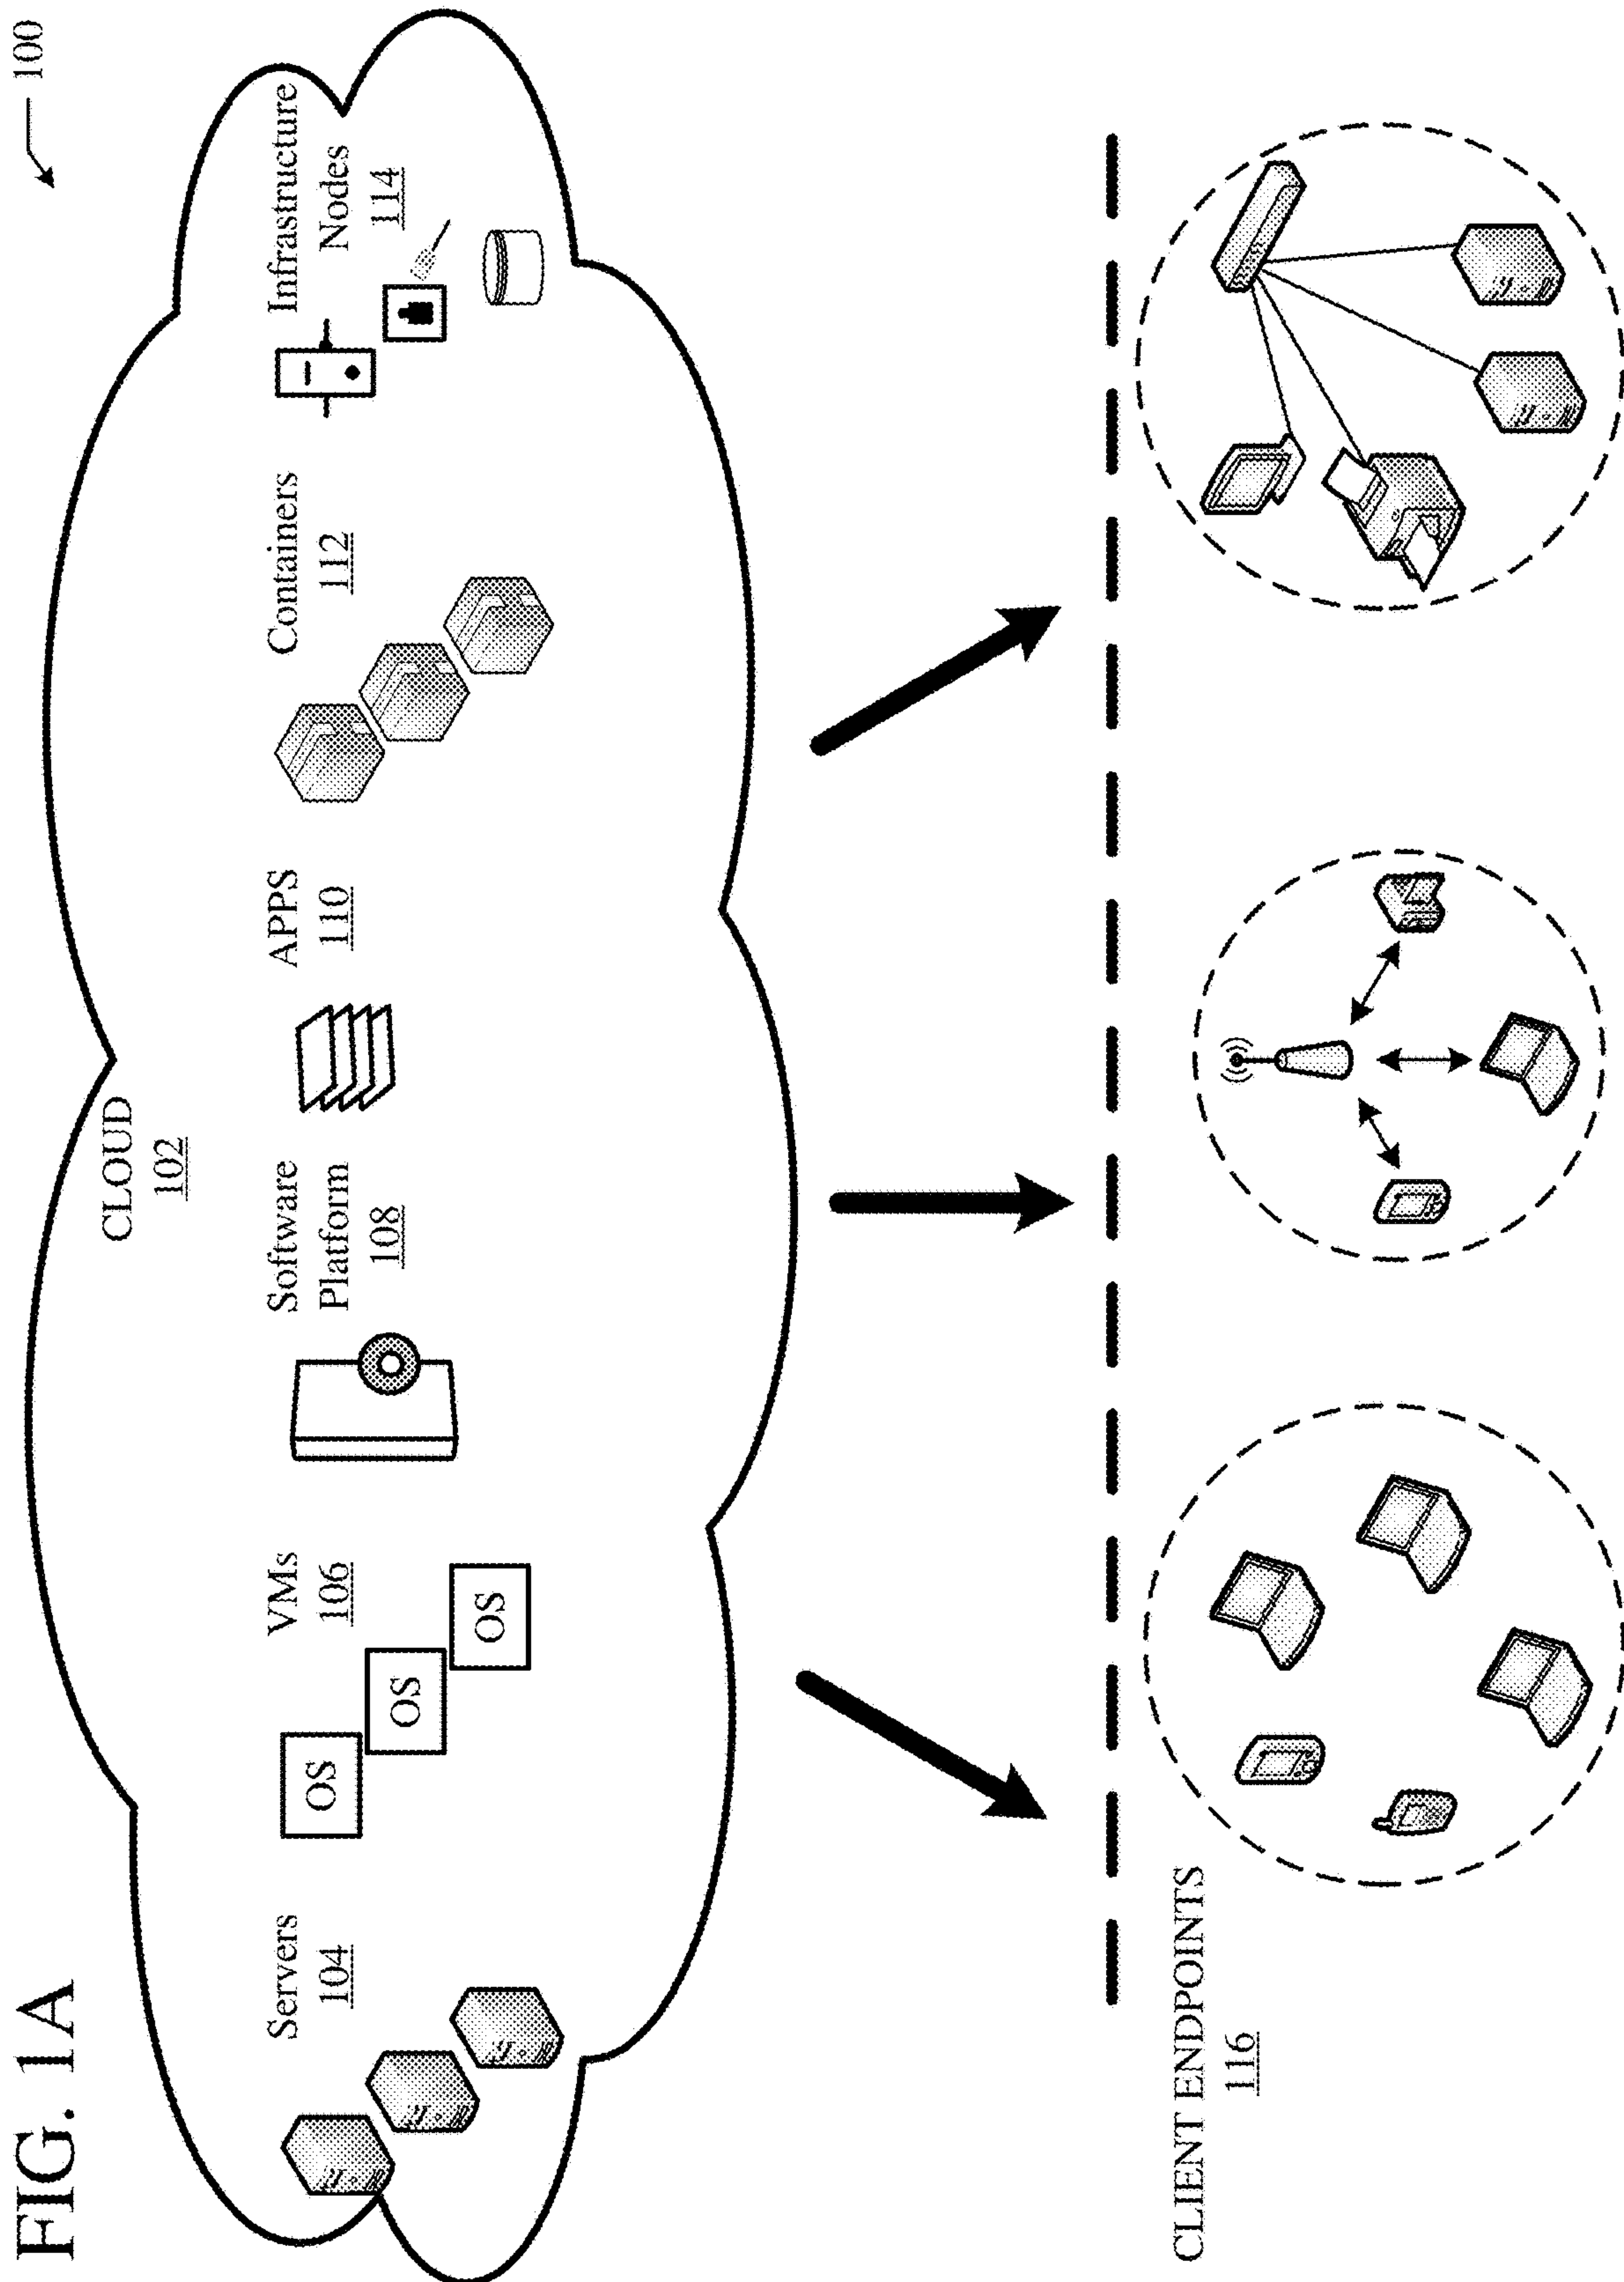 FIG. 1A
100
CLOUD
102
Servers
104
VMs
106
OS
OS
OS
Software
Platform
108
APPS
110
Containers
112
Infrastructure
Nodes
114
CLIENT ENDPOINTS
116